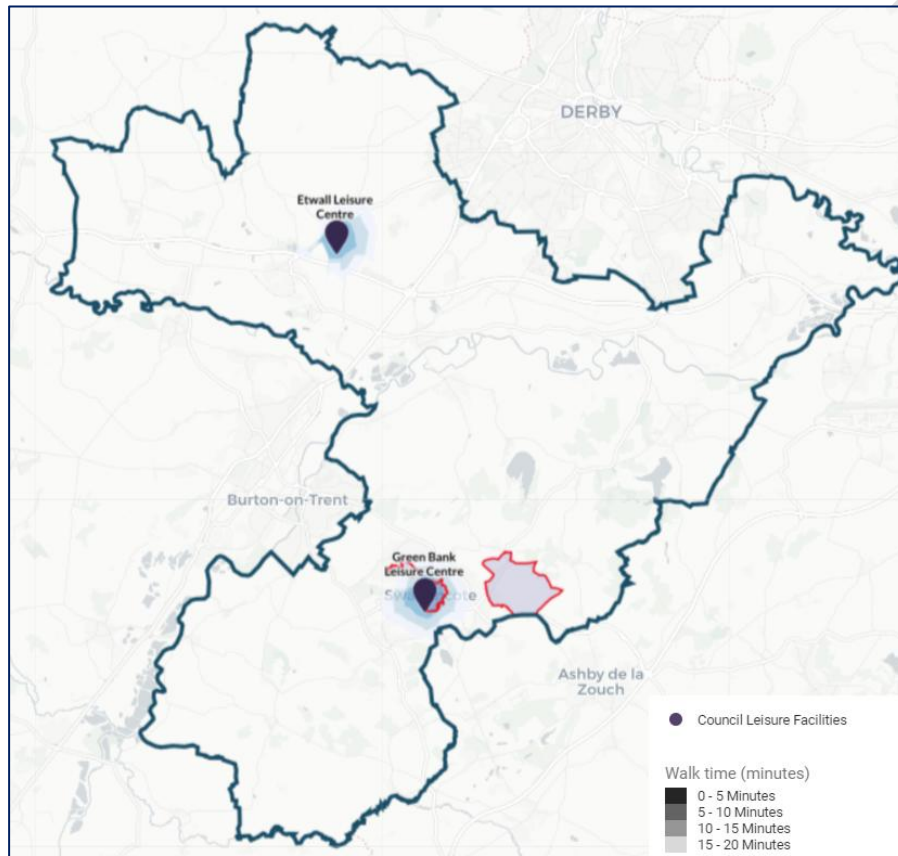 DERBY
Etwall Leisure
Centre
Burton-on-Trent
Green Bank
Leisure Centre
Ashby de la
Zouch
Council Leisure Facilities
Walk time (minutes)
0 - 5 Minutes
5 - 10 Minutes
10 - 15 Minutes
15 - 20 Minutes